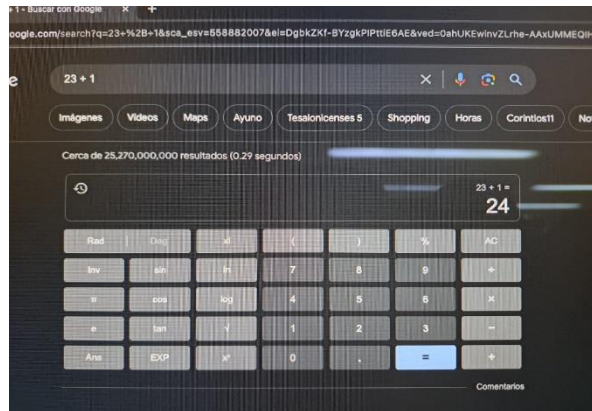 + 1 - Buscar con Google × +
oogle.com/search?q=23+%2B+1&sca_esv=558882007&ei=DgbkZKf-BYzgkPIPttiE6AE&ved=0ahUKEwinvZLrhe-AAxUMMEQIH
e 23 + 1 ×
Imágenes Videos Maps Ayuno Tesalonicenses 5 Shopping Horas Corintios11 No
Cerca de 25,270,000,000 resultados (0.29 segundos)
23 + 1 =
24
Rad Deg x! ( ) % AC
Inv sin ln 7 8 9 ÷
π cos log 4 5 6 ×
e tan √ 1 2 3 −
Ans EXP xʸ 0 . = +
Comentarios